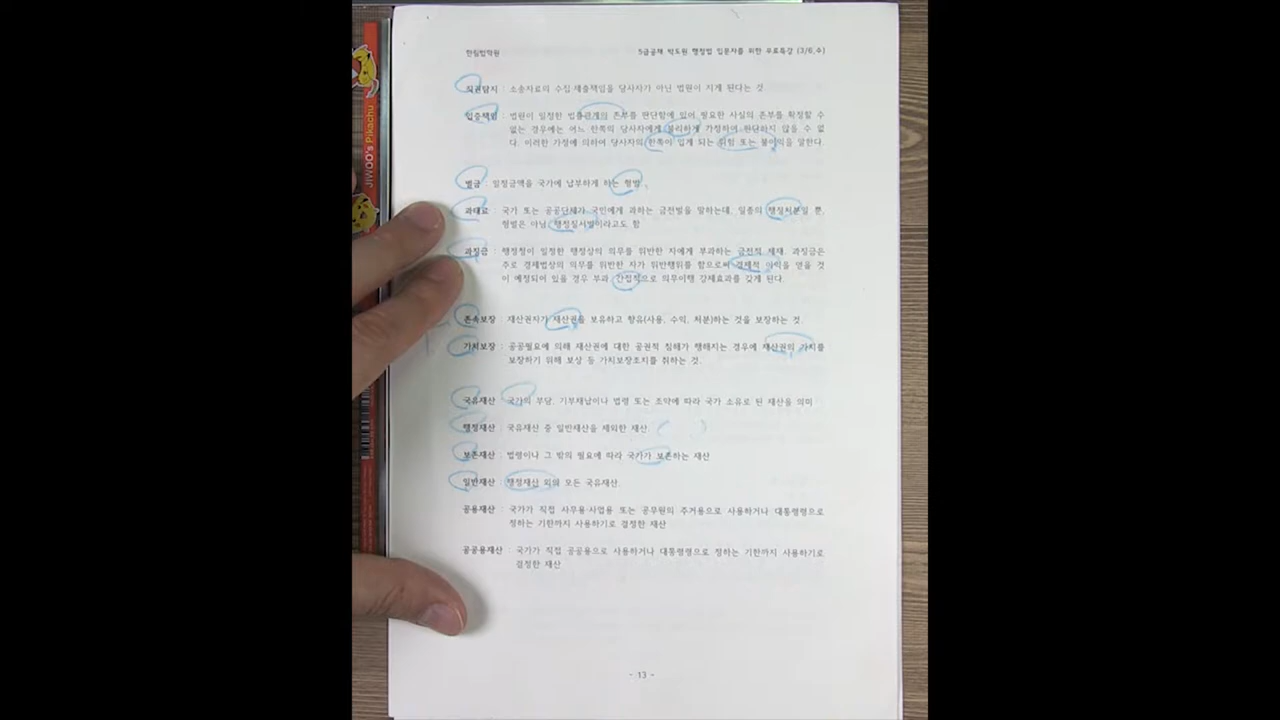 한림법학원
5급공채 박도원 행정법 입문자를 위한 무료특강 (3/6,수)
직권탐지 : 소송자료의 수집·제출책임을 당사자가 아닌 법원이 지게 된다는 것
입증책임 : 법원이 일정한 법률관계의 존부를 판단함에 있어 필요한 사실의 존부를 확정할 수
없는 경우에는 어느 한쪽의 당사자에게 불리하게 가정하여 판단하지 않을 수 없
다. 이러한 가정에 의하여 당사자의 한쪽이 입게 되는 위험 또는 불이익을 말한다.
벌금 : 일정금액을 국가에 납부하게 하는 형벌.
과태료 : 국가 또는 공공단체가 국민에게 과하는 금전벌을 말하는데, 일종의 행정처분일 뿐,
형벌은 아님. 행정질서벌이라고도 함
과징금 : 행정청이 일정한 행정상의 의무를 위반한 자에게 부과하는 금전적 제재. 과징금은
주로 경제법상의 의무를 위반한 자가 위반행위를 함으로써 경제적 이익을 얻을 것
이 예정되어 있을 경우 부과. 간접적으로 의무이행 강제효과를 갖게 된다.
존속보장 : 재산권자가 재산권을 보유하고 향유(사용, 수익, 처분)하는 것을 보장하는 것.
가치보장 : 공공필요에 의해 재산권에 대한 공권적 침해가 행해지는 경우에 재산권의 가치를
보장하기 위해 보상 등 가치보장조치를 취하는 것.
국유재산 : 국가의 부담, 기부채납이나 법령 또는 조약에 따라 국가 소유로 된 재산을 의미
행정재산 : 국유재산 중 일반재산을 제외한 재산.
보존재산 : 법령이나 그 밖의 필요에 따라 국가가 보존하는 재산
일반재산 : 행정재산 외의 모든 국유재산.
공용재산 : 국가가 직접 사무용·사업용 또는 공무원의 주거용으로 사용하거나 대통령령으로
정하는 기한까지 사용하기로 결정한 재산
공공용재산 : 국가가 직접 공공용으로 사용하거나 대통령령으로 정하는 기한까지 사용하기로
결정한 재산
- 13 -
JIWOO's Pikachu